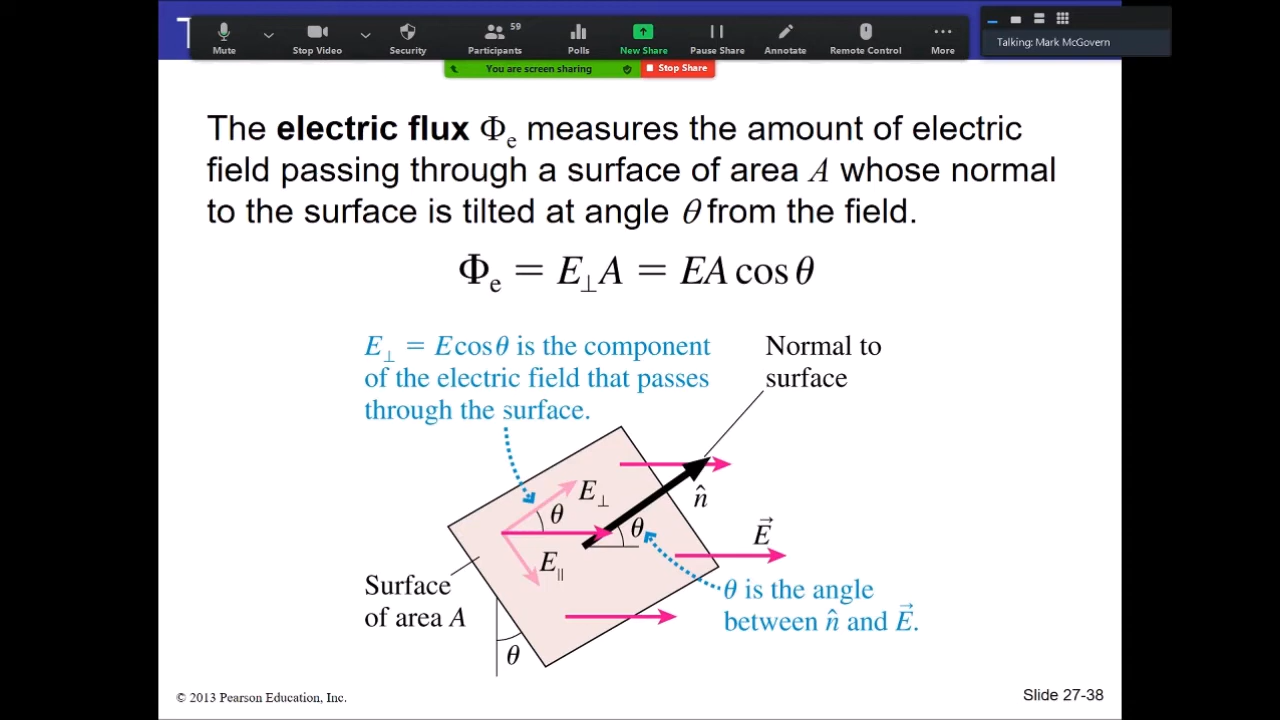 Talking: Mark McGovern
59
Mute
Stop Video
Security
Participants
Polls
New Share
Pause Share
Annotate
Remote Control
More
You are screen sharing
Stop Share
The electric flux Φe measures the amount of electric
field passing through a surface of area A whose normal
to the surface is tilted at angle θ from the field.
Φe = E⊥A = EA cos θ
E⊥ = Ecosθ is the component
of the electric field that passes
through the surface.
Normal to
surface
E⊥
θ
n̂
θ
E⃗
E∥
Surface
of area A
θ is the angle
between n̂ and E⃗.
θ
© 2013 Pearson Education, Inc.
Slide 27-38